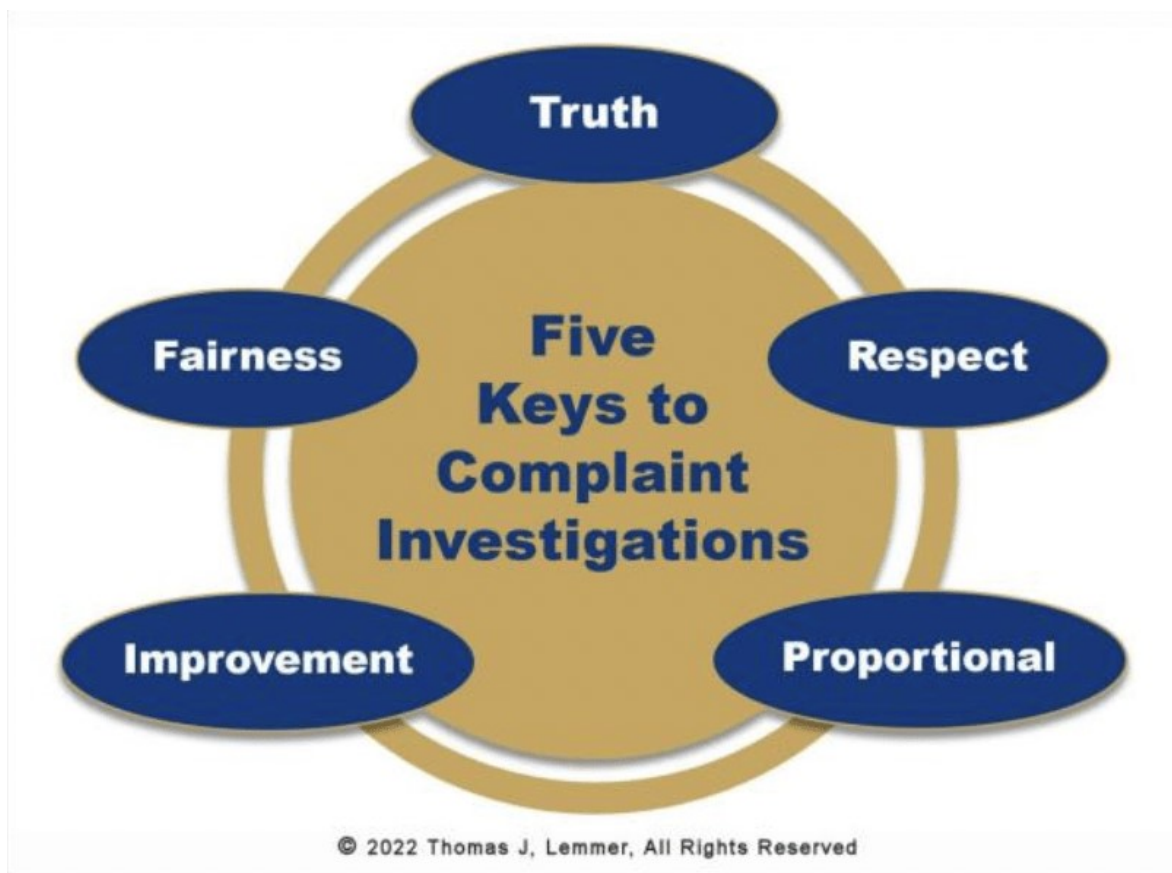 Truth
Fairness
Respect
Five
Keys to
Complaint
Investigations
Improvement
Proportional
© 2022 Thomas J, Lemmer, All Rights Reserved